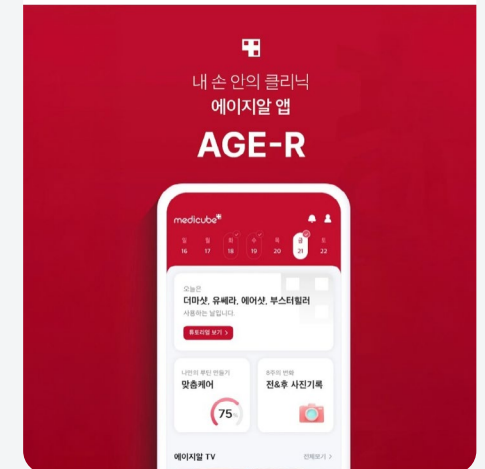 내 손 안의 클리닉
에이지알 앱
AGE-R
medicube
일 월 화 수 목 금 토
16 17 18 19 20 21 22
오늘은
더마샷, 유쎄라, 에어샷, 부스터힐러
사용하는 날입니다.
튜토리얼 보기 >
나만의 루틴 만들기
맞춤케어
75%
8주의 변화
전&후 사진기록
에이지알 TV
전체보기 >